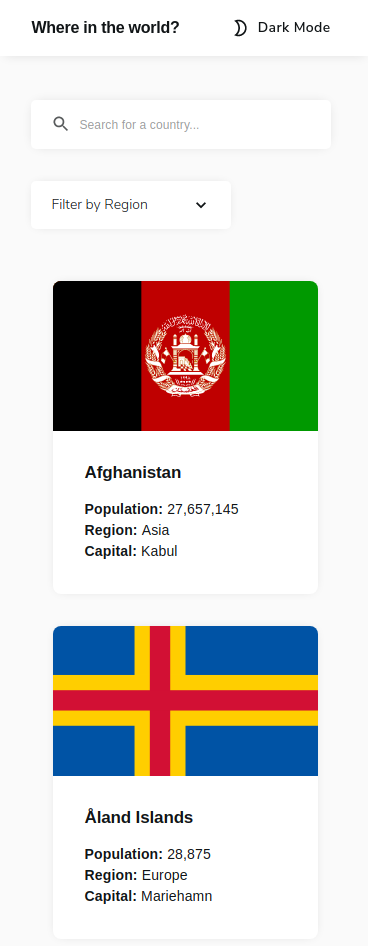 Where in the world?
Dark Mode
Search for a country...
Filter by Region
Afghanistan
Population: 27,657,145
Region: Asia
Capital: Kabul
Åland Islands
Population: 28,875
Region: Europe
Capital: Mariehamn